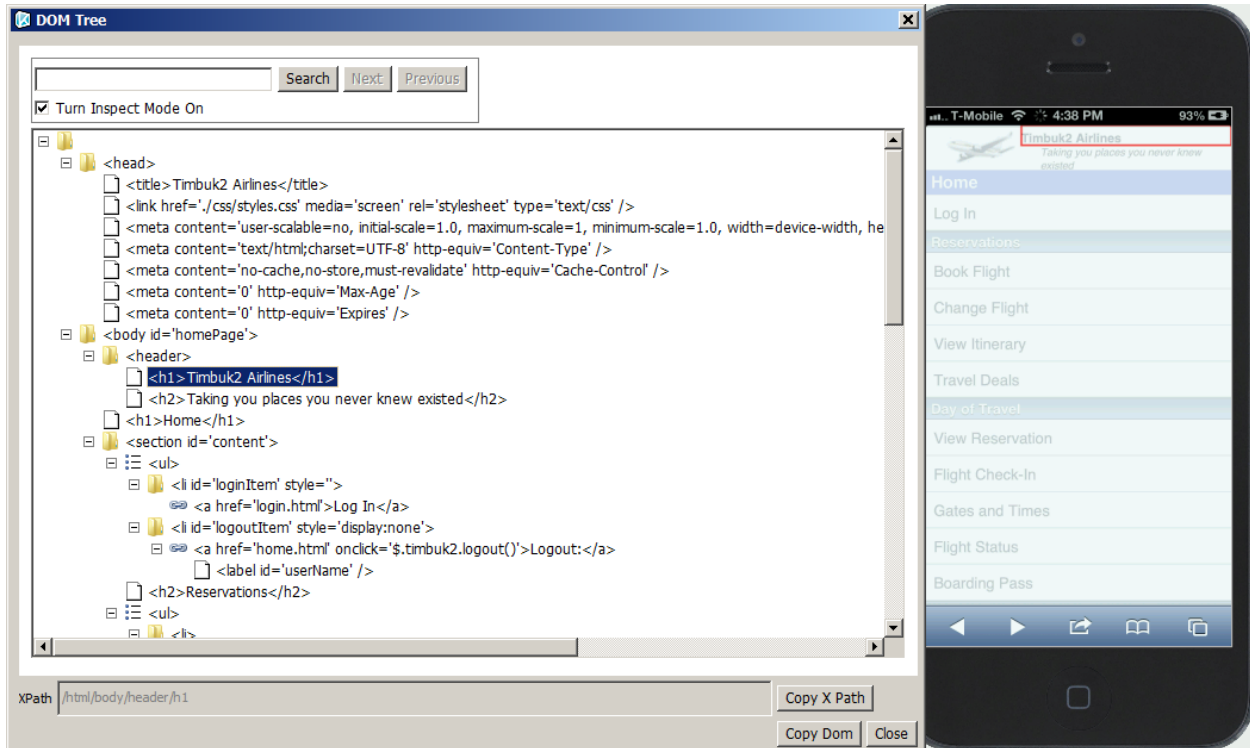 DOM Tree
Search Next Previous
Turn Inspect Mode On
<head>
<title>Timbuk2 Airlines</title>
<link href='./css/styles.css' media='screen' rel='stylesheet' type='text/css' />
<meta content='user-scalable=no, initial-scale=1.0, maximum-scale=1, minimum-scale=1.0, width=device-width, he
<meta content='text/html;charset=UTF-8' http-equiv='Content-Type' />
<meta content='no-cache,no-store,must-revalidate' http-equiv='Cache-Control' />
<meta content='0' http-equiv='Max-Age' />
<meta content='0' http-equiv='Expires' />
<body id='homePage'>
<header>
<h1>Timbuk2 Airlines</h1>
<h2>Taking you places you never knew existed</h2>
<h1>Home</h1>
<section id='content'>
<ul>
<li id='loginItem' style=''>
<a href='login.html'>Log In</a>
<li id='logoutItem' style='display:none'>
<a href='home.html' onclick='$.timbuk2.logout()'>Logout:</a>
<label id='userName' />
<h2>Reservations</h2>
<ul>
<li>
XPath /html/body/header/h1 Copy X Path
Copy Dom Close
T-Mobile 4:38 PM 93%
Timbuk2 Airlines
Taking you places you never knew
existed
Home
Log In
Reservations
Book Flight
Change Flight
View Itinerary
Travel Deals
Day of Travel
View Reservation
Flight Check-In
Gates and Times
Flight Status
Boarding Pass